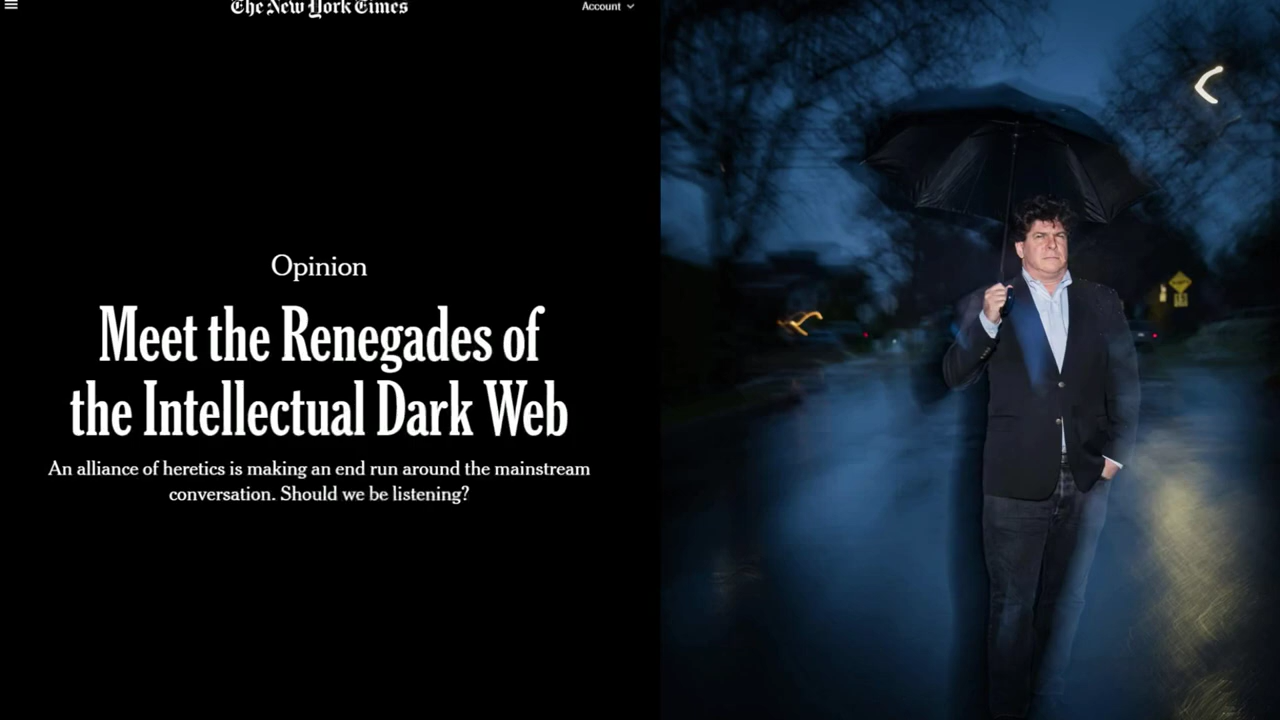 The New York Times
Account
Opinion
Meet the Renegades of
the Intellectual Dark Web
An alliance of heretics is making an end run around the mainstream
conversation. Should we be listening?